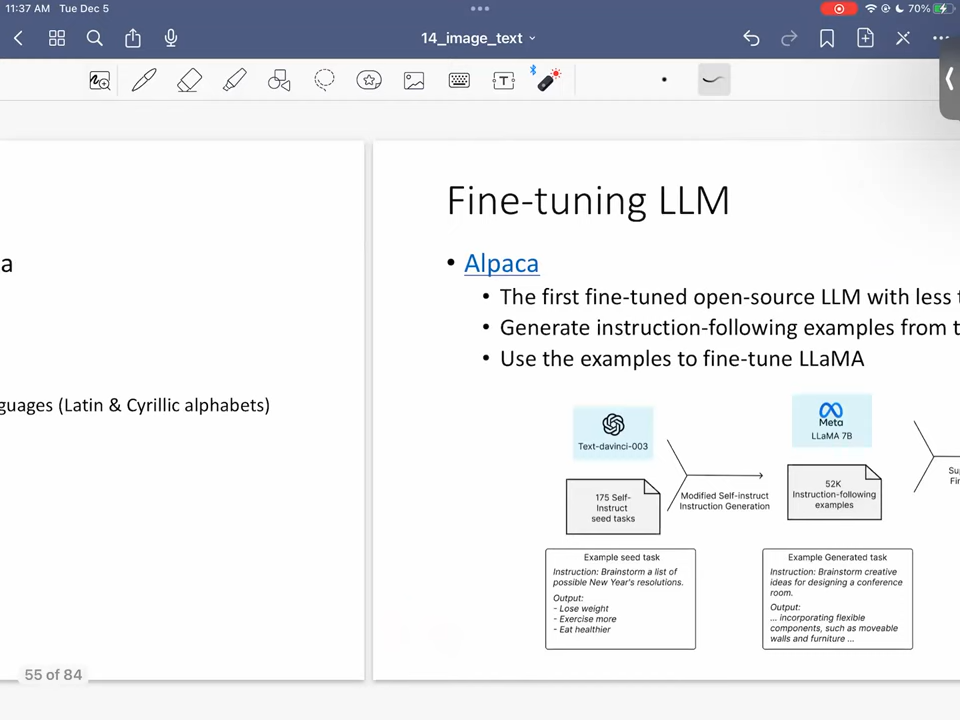 11:37 AM Tue Dec 5
70%
14_image_text
T
a
guages (Latin & Cyrillic alphabets)
55 of 84
Fine-tuning LLM
• Alpaca
• The first fine-tuned open-source LLM with less t
• Generate instruction-following examples from t
• Use the examples to fine-tune LLaMA
Text-davinci-003
175 Self-
Instruct
seed tasks
Modified Self-instruct
Instruction Generation
Meta
LLaMA 7B
52K
Instruction-following
examples
Su
Fi
Example seed task
Instruction: Brainstorm a list of
possible New Year's resolutions.
Output:
- Lose weight
- Exercise more
- Eat healthier
Example Generated task
Instruction: Brainstorm creative
ideas for designing a conference
room.
Output:
... incorporating flexible
components, such as moveable
walls and furniture ...